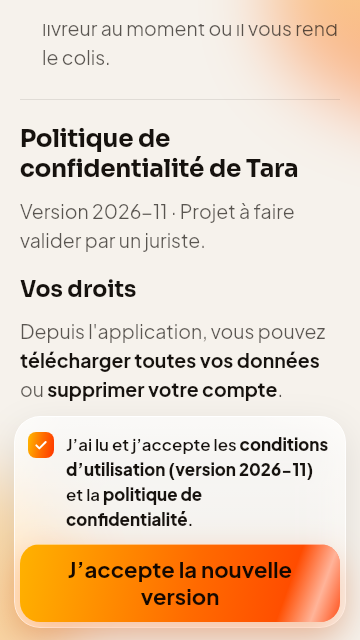 livreur au moment où il vous rend
le colis.
Politique de
confidentialité de Tara
Version 2026–11 · Projet à faire
valider par un juriste.
Vos droits
Depuis l'application, vous pouvez
télécharger toutes vos données
ou supprimer votre compte.
J’ai lu et j’accepte les conditions
d’utilisation (version 2026–11)
et la politique de
confidentialité.
J’accepte la nouvelle
version